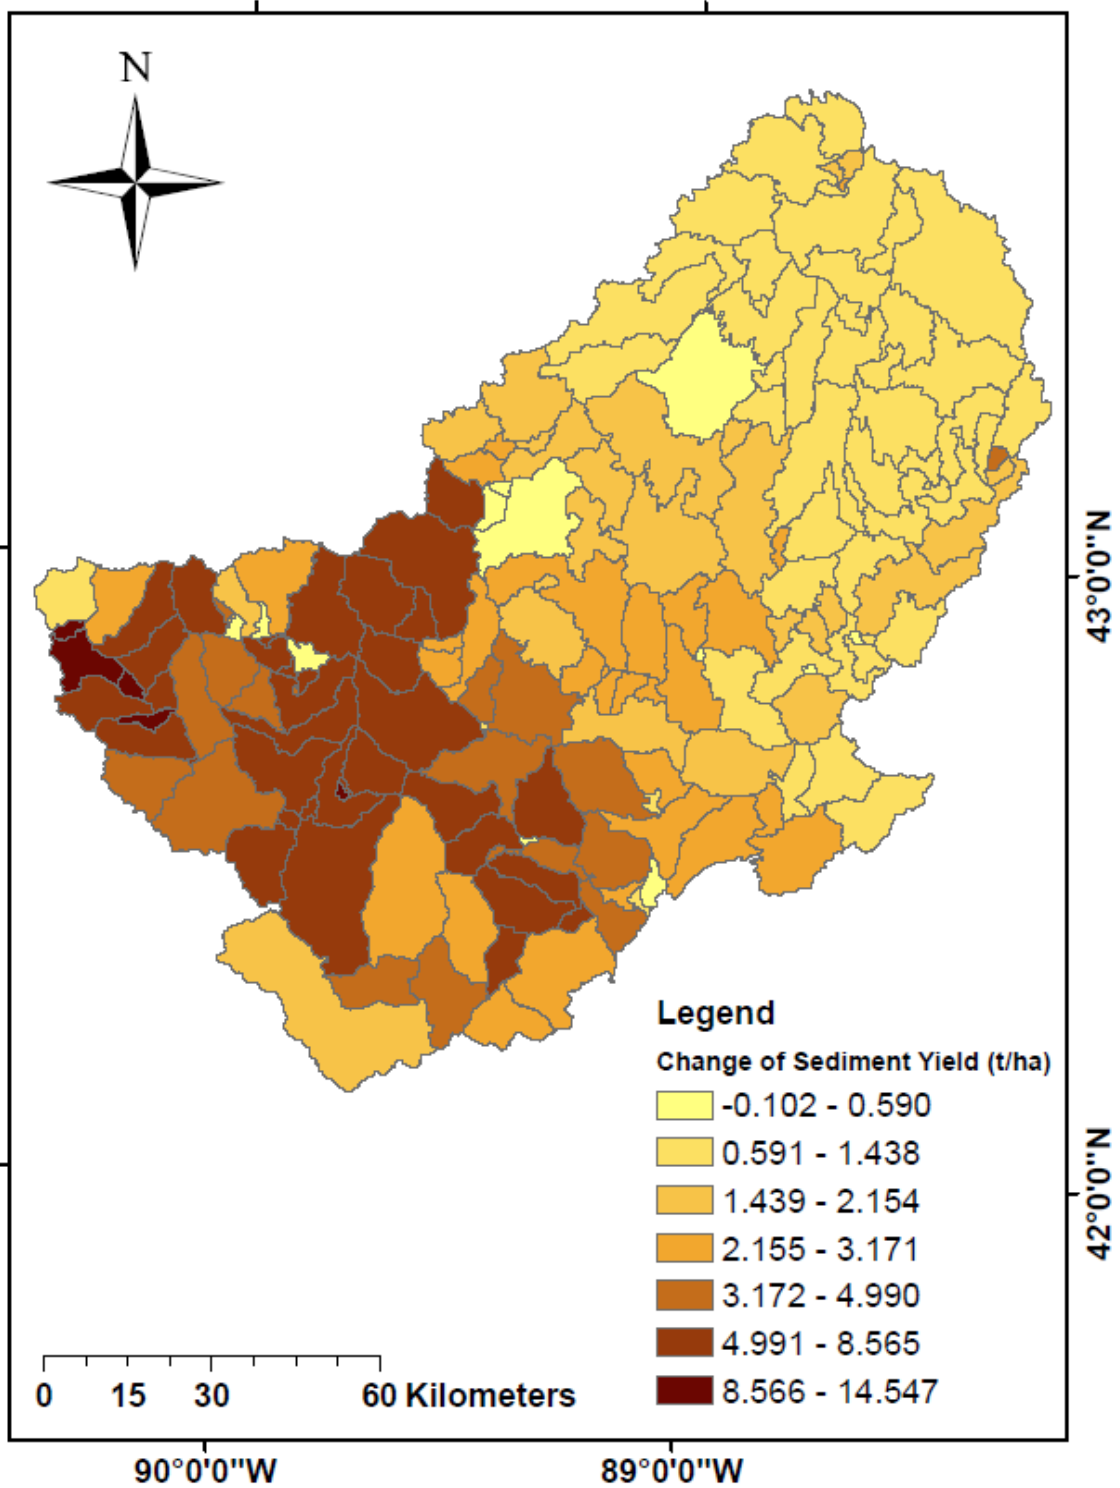 N
43°0'0"N
Legend
Change of Sediment Yield (t/ha)
-0.102 - 0.590
0.591 - 1.438
1.439 - 2.154
2.155 - 3.171
3.172 - 4.990
4.991 - 8.565
8.566 - 14.547
42°0'0"N
0 15 30 60 Kilometers
90°0'0"W 89°0'0"W